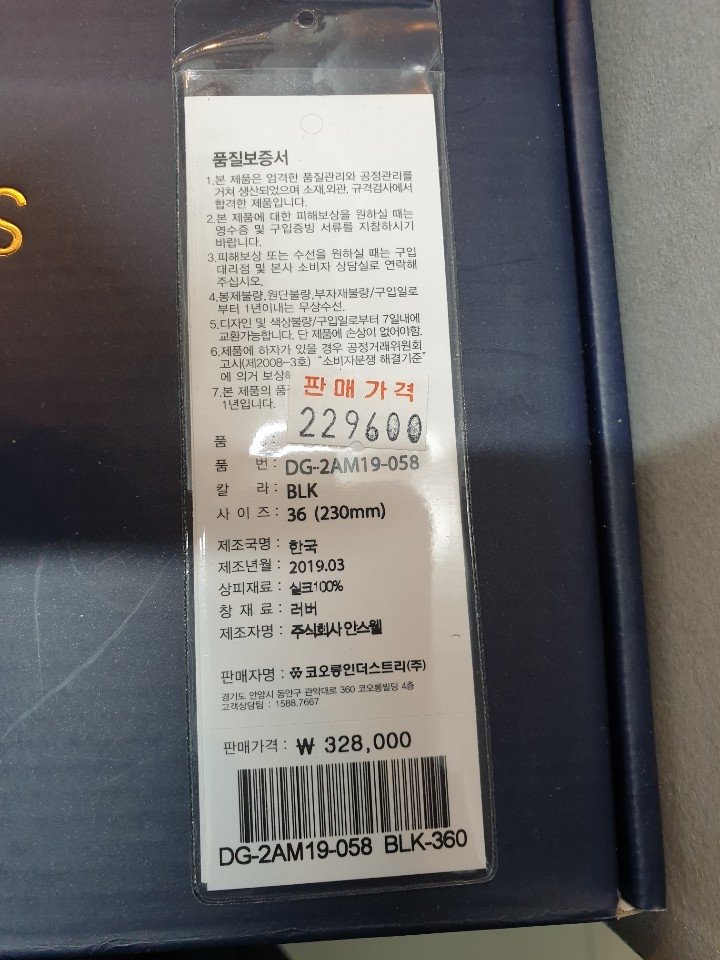 S
품질보증서
1.본 제품은 엄격한 품질관리와 공정관리를
거쳐 생산되었으며 소재,외관, 규격검사에서
합격한 제품입니다.
2.본 제품에 대한 피해보상을 원하실 때는
영수증 및 구입증빙 서류를 지참하시기
바랍니다.
3.피해보상 또는 수선을 원하실 때는 구입
대리점 및 본사 소비자 상담실로 연락해
주십시오.
4.봉제불량,원단불량,부자재불량/구입일로
부터 1년이내는 무상수선.
5.디자인 및 색상불량/구입일로부터 7일내에
교환가능합니다. 단 제품에 손상이 없어야함.
6.제품에 하자가 있을 경우 공정거래위원회
고시(제2008-3호) "소비자분쟁 해결기준"
에 의거
7.본 제품의
1년입니다.
판매가격
229600
품 :
품 번 : DG-2AM19-058
칼 라 : BLK
사 이 즈 : 36 (230mm)
제조국명 : 한국
제조년월 : 2019.03
상피재료 : 실크100%
창 재 료 : 러버
제조자명 : 주식회사 안스웰
판매자명 : 코오롱인더스트리(주)
경기도 안양시 동안구 관악대로 360 코오롱빌딩 4층
고객상담팀 : 1588.7667
판매가격 : ₩ 328,000
DG-2AM19-058 BLK-360